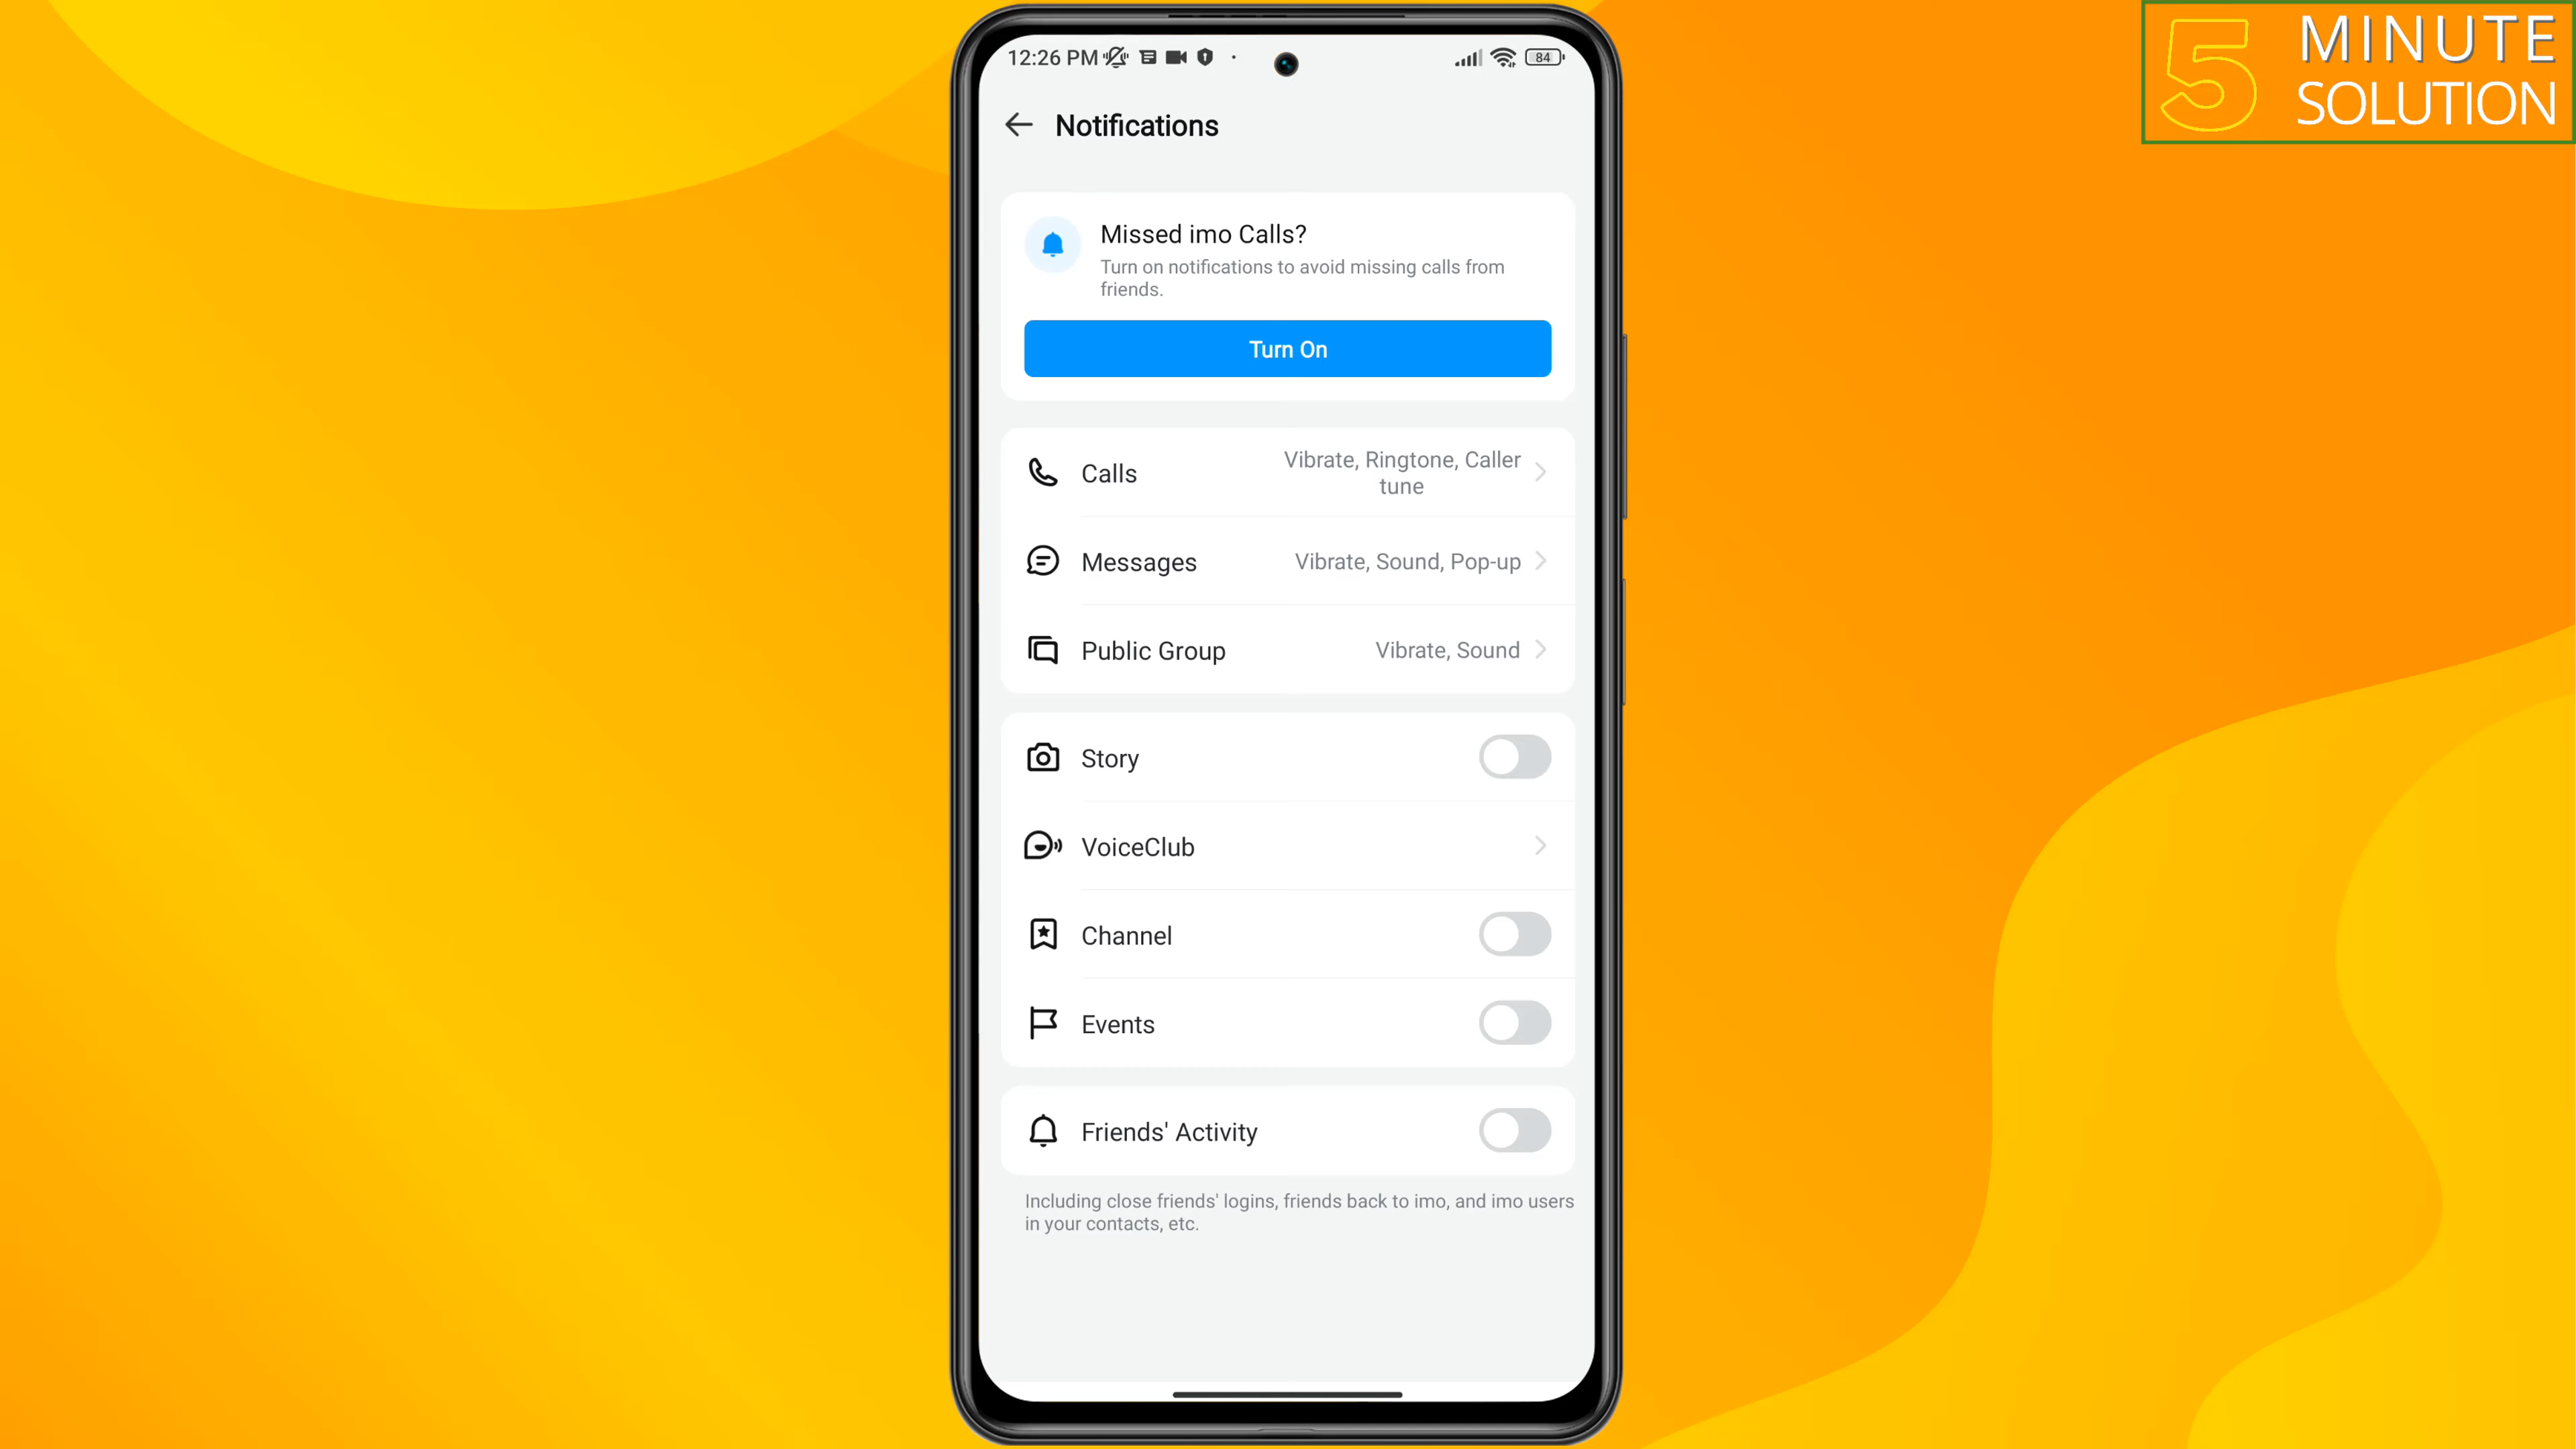 5 MINUTE
SOLUTION
12:26 PM
84
Notifications
Missed imo Calls?
Turn on notifications to avoid missing calls from
friends.
Turn On
Calls
Vibrate, Ringtone, Caller
tune
Messages
Vibrate, Sound, Pop-up
Public Group
Vibrate, Sound
Story
VoiceClub
Channel
Events
Friends' Activity
Including close friends' logins, friends back to imo, and imo users
in your contacts, etc.